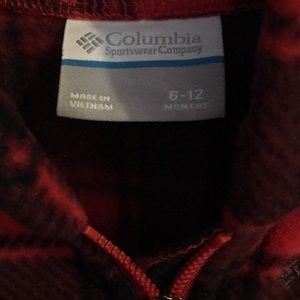 Columbia
Sportswear Company
MADE IN
VIETNAM
6-12
MONTHS